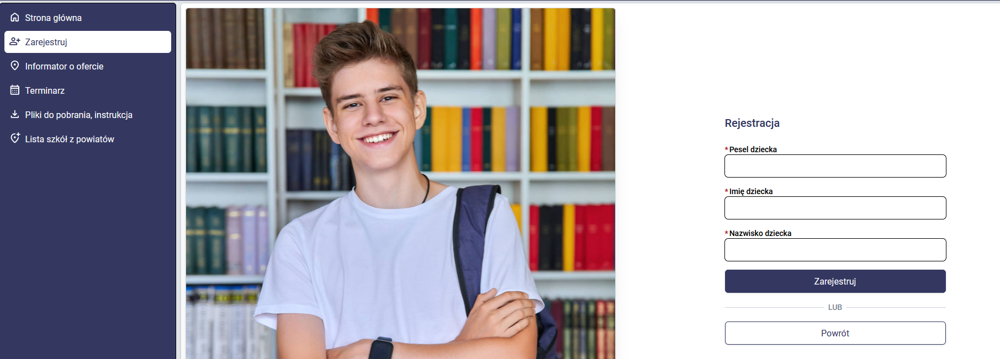 Strona główna
Zarejestruj
Informator o ofercie
Terminarz
Pliki do pobrania, instrukcja
Lista szkół z powiatów
Rejestracja
*Pesel dziecka
*Imię dziecka
*Nazwisko dziecka
Zarejestruj
LUB
Powrót